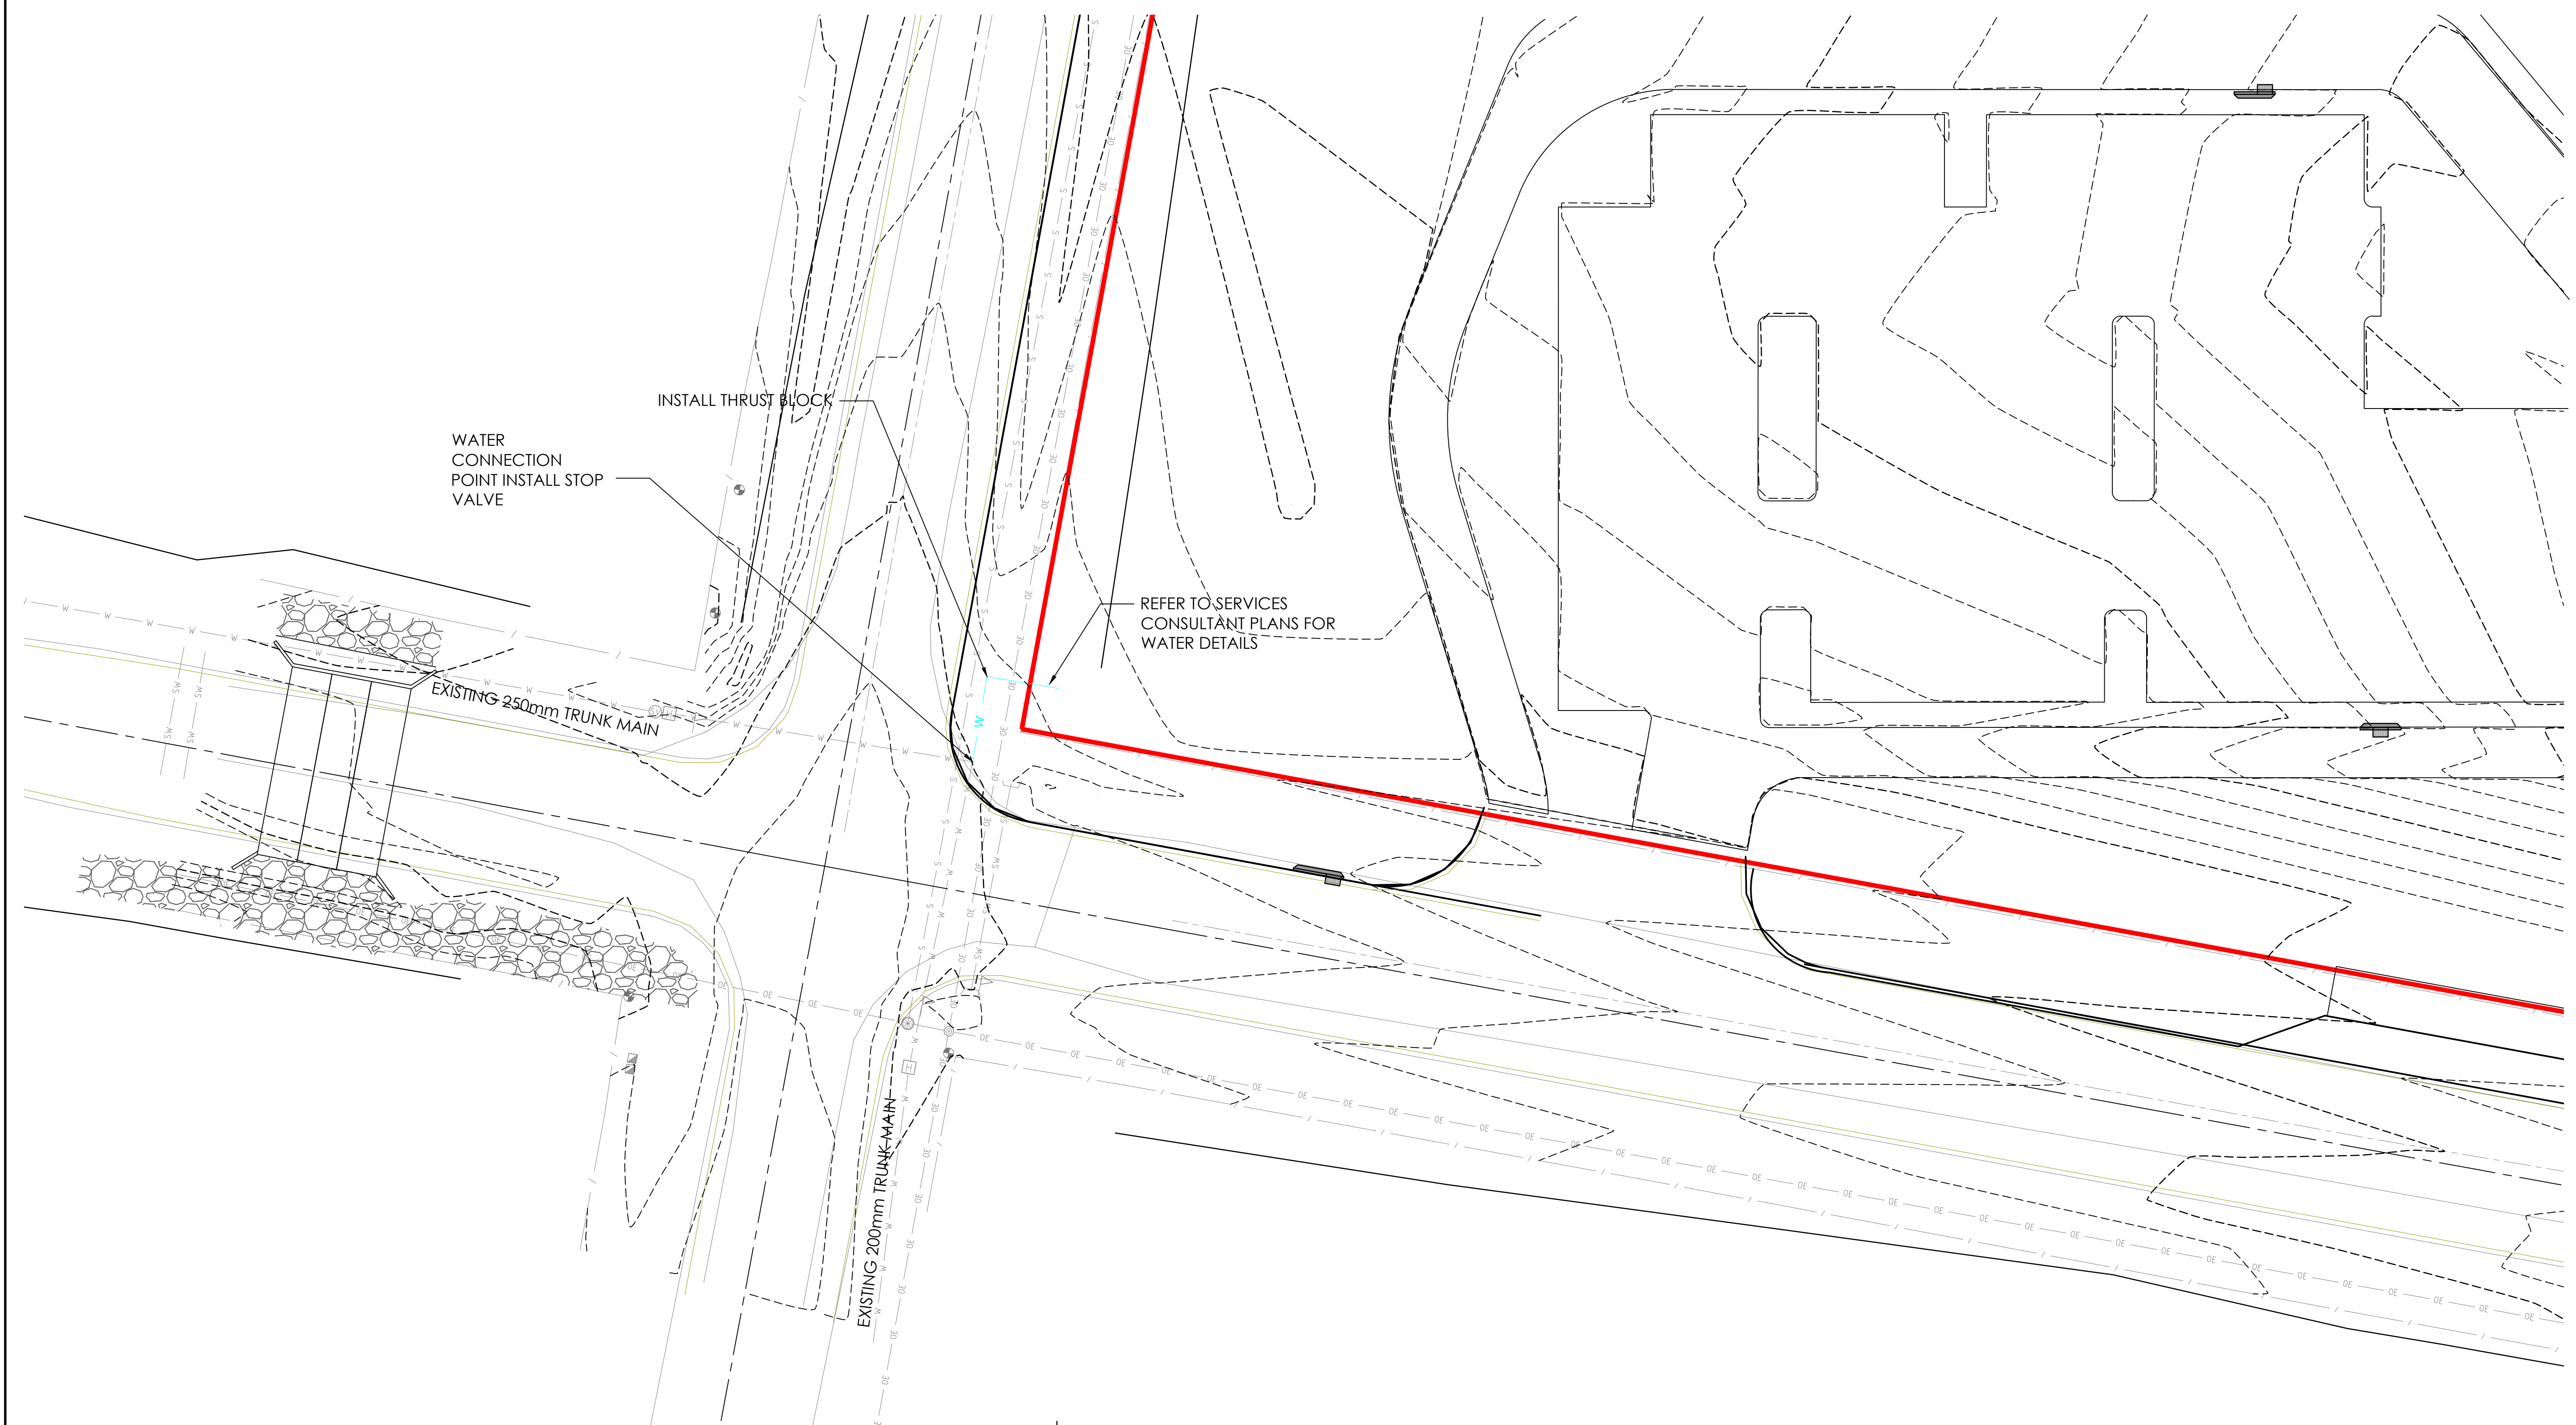 INSTALL THRUST BLOCK
WATER
CONNECTION
POINT INSTALL STOP
VALVE
REFER TO SERVICES
CONSULTANT PLANS FOR
WATER DETAILS
EXISTING 250mm TRUNK MAIN
W
EXISTING 200mm TRUNK MAIN
SV
H
H